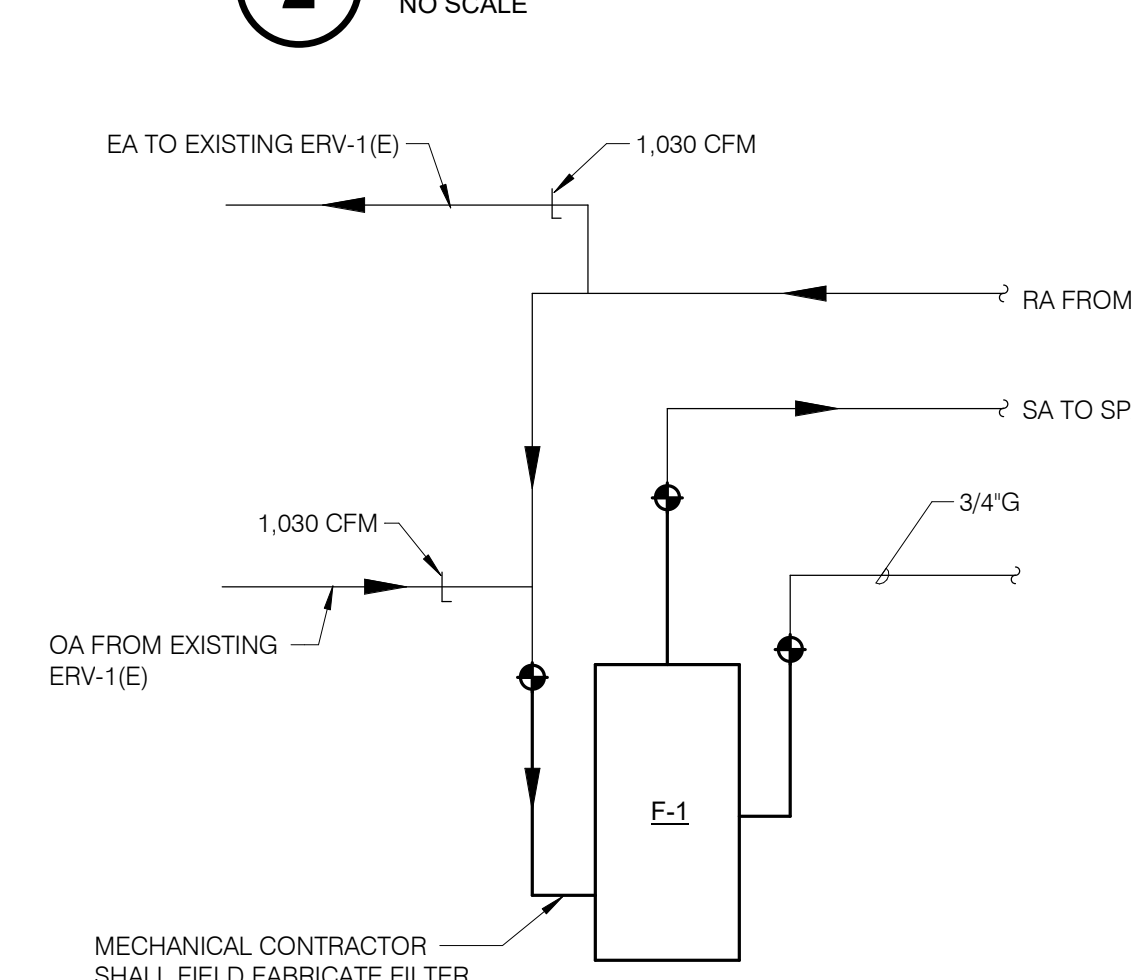 NO SCALE
EA TO EXISTING ERV-1(E)
1,030 CFM
RA FROM
SA TO SP
3/4"G
1,030 CFM
OA FROM EXISTING
ERV-1(E)
F-1
MECHANICAL CONTRACTOR
SHALL FIELD FABRICATE FILTER